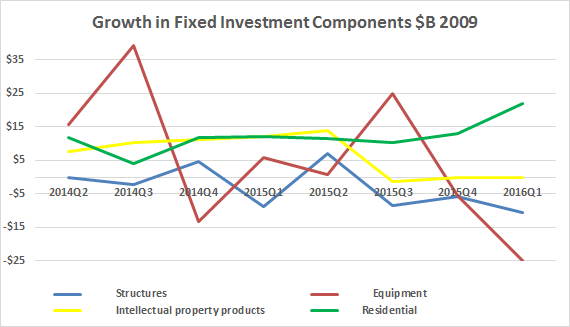 Growth in Fixed Investment Components $B 2009
$35
$25
$15
$5
-$5
-$15
-$25
2014Q2 2014Q3 2014Q4 2015Q1 2015Q2 2015Q3 2015Q4 2016Q1
Structures Equipment
Intellectual property products Residential